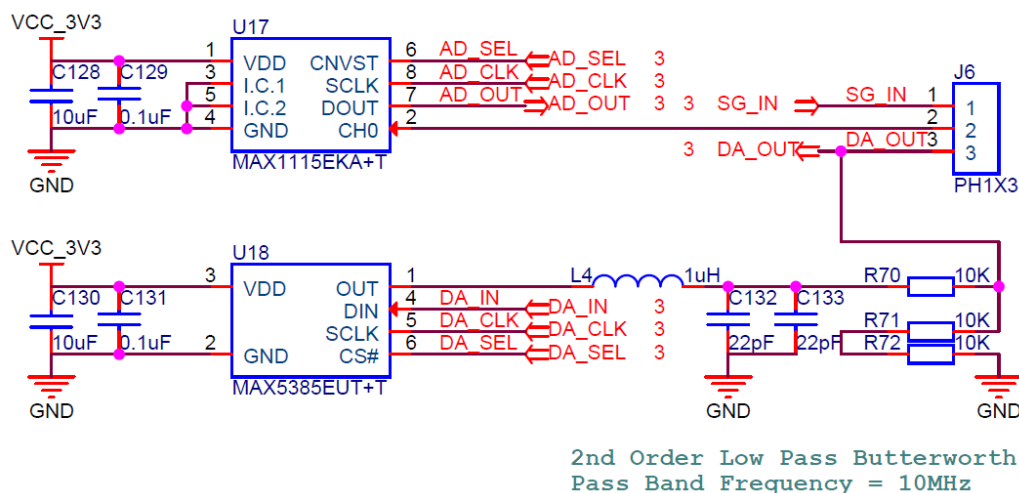 VCC_3V3
U17
1 VDD CNVST 6 AD_SEL AD_SEL 3
C128 C129 3 I.C.1 SCLK 8 AD_CLK AD_CLK 3 J6
5 I.C.2 DOUT 7 AD_OUT AD_OUT 3 3 SG_IN SG_IN 1 1
10uF 0.1uF 4 GND CH0 2 2 2
MAX1115EKA+T 3 DA_OUT DA_OUT 3 3
GND PH1X3
VCC_3V3
U18
3 VDD OUT 1 L4 1uH R70 10K
C130 C131 DIN 4 DA_IN DA_IN 3 C132 C133
SCLK 5 DA_CLK DA_CLK 3 R71 10K
10uF 0.1uF 2 GND CS# 6 DA_SEL DA_SEL 3 22pF 22pF R72 10K
MAX5385EUT+T
GND GND GND
2nd Order Low Pass Butterworth
Pass Band Frequency = 10MHz